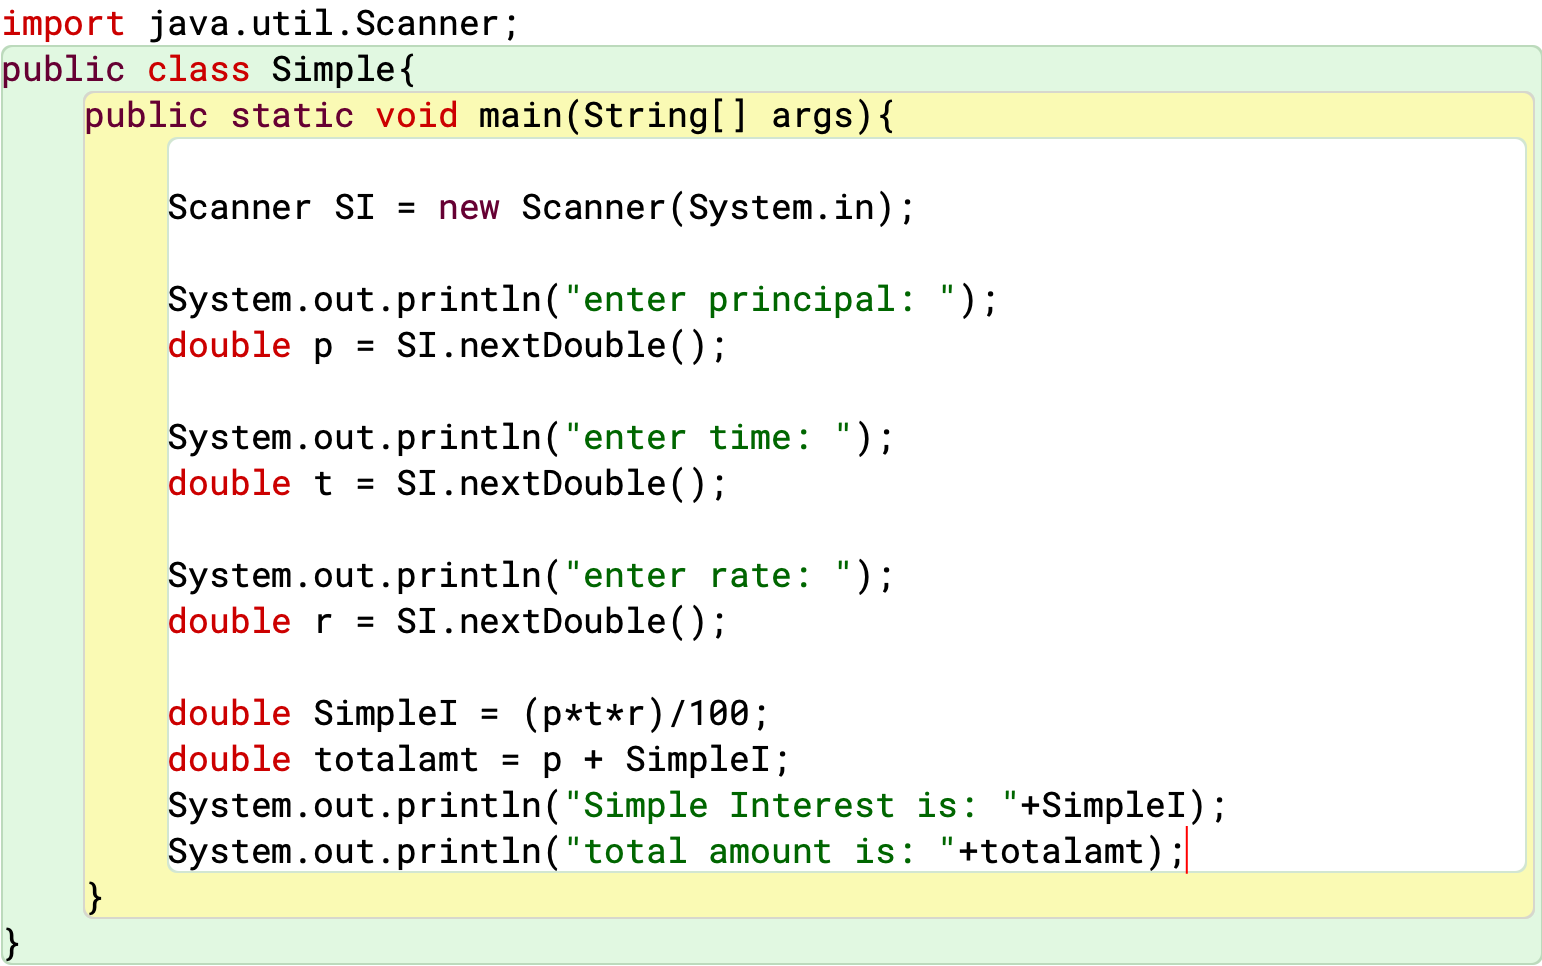 import java.util.Scanner;
public class Simple{
public static void main(String[] args){
Scanner SI = new Scanner(System.in);
System.out.println("enter principal: ");
double p = SI.nextDouble();
System.out.println("enter time: ");
double t = SI.nextDouble();
System.out.println("enter rate: ");
double r = SI.nextDouble();
double SimpleI = (p*t*r)/100;
double totalamt = p + SimpleI;
System.out.println("Simple Interest is: "+SimpleI);
System.out.println("total amount is: "+totalamt);
}
}